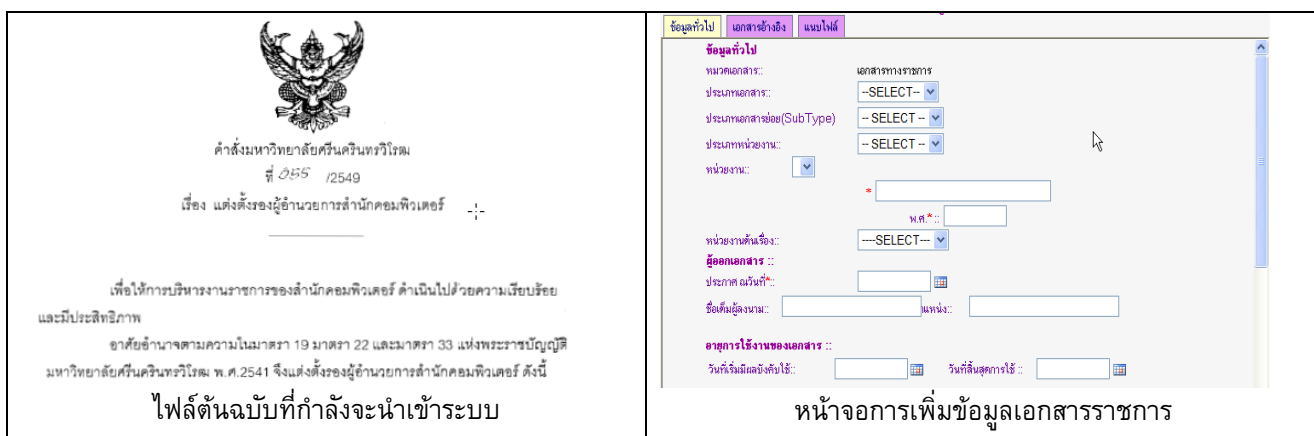 คำสั่งมหาวิทยาลัยศรีนครินทรวิโรฒ
ที่ 255 /2549
เรื่อง แต่งตั้งรองผู้อำนวยการสำนักคอมพิวเตอร์
เพื่อให้การบริหารงานราชการของสำนักคอมพิวเตอร์ ดำเนินไปด้วยความเรียบร้อย
และมีประสิทธิภาพ
อาศัยอำนาจตามความในมาตรา 19 มาตรา 22 และมาตรา 33 แห่งพระราชบัญญัติ
มหาวิทยาลัยศรีนครินทรวิโรฒ พ.ศ.2541 จึงแต่งตั้งรองผู้อำนวยการสำนักคอมพิวเตอร์ ดังนี้
ไฟล์ต้นฉบับที่กำลังจะนำเข้าระบบ
ข้อมูลทั่วไป เอกสารอ้างอิง แนบไฟล์
ข้อมูลทั่วไป
หมวดเอกสาร:: เอกสารทางราชการ
ประเภทเอกสาร:: --SELECT--
ประเภทเอกสารย่อย(SubType) -- SELECT --
ประเภทหน่วยงาน:: -- SELECT --
หน่วยงาน::
*
พ.ศ.* ::
หน่วยงานต้นเรื่อง:: ----SELECT---
ผู้ออกเอกสาร ::
ประกาศ ณวันที่*::
ชื่อเต็มผู้ลงนาม:: แหน่ง::
อายุการใช้งานของเอกสาร ::
วันที่เริ่มมีผลบังคับใช้:: วันที่สิ้นสุดการใช้ ::
หน้าจอการเพิ่มข้อมูลเอกสารราชการ